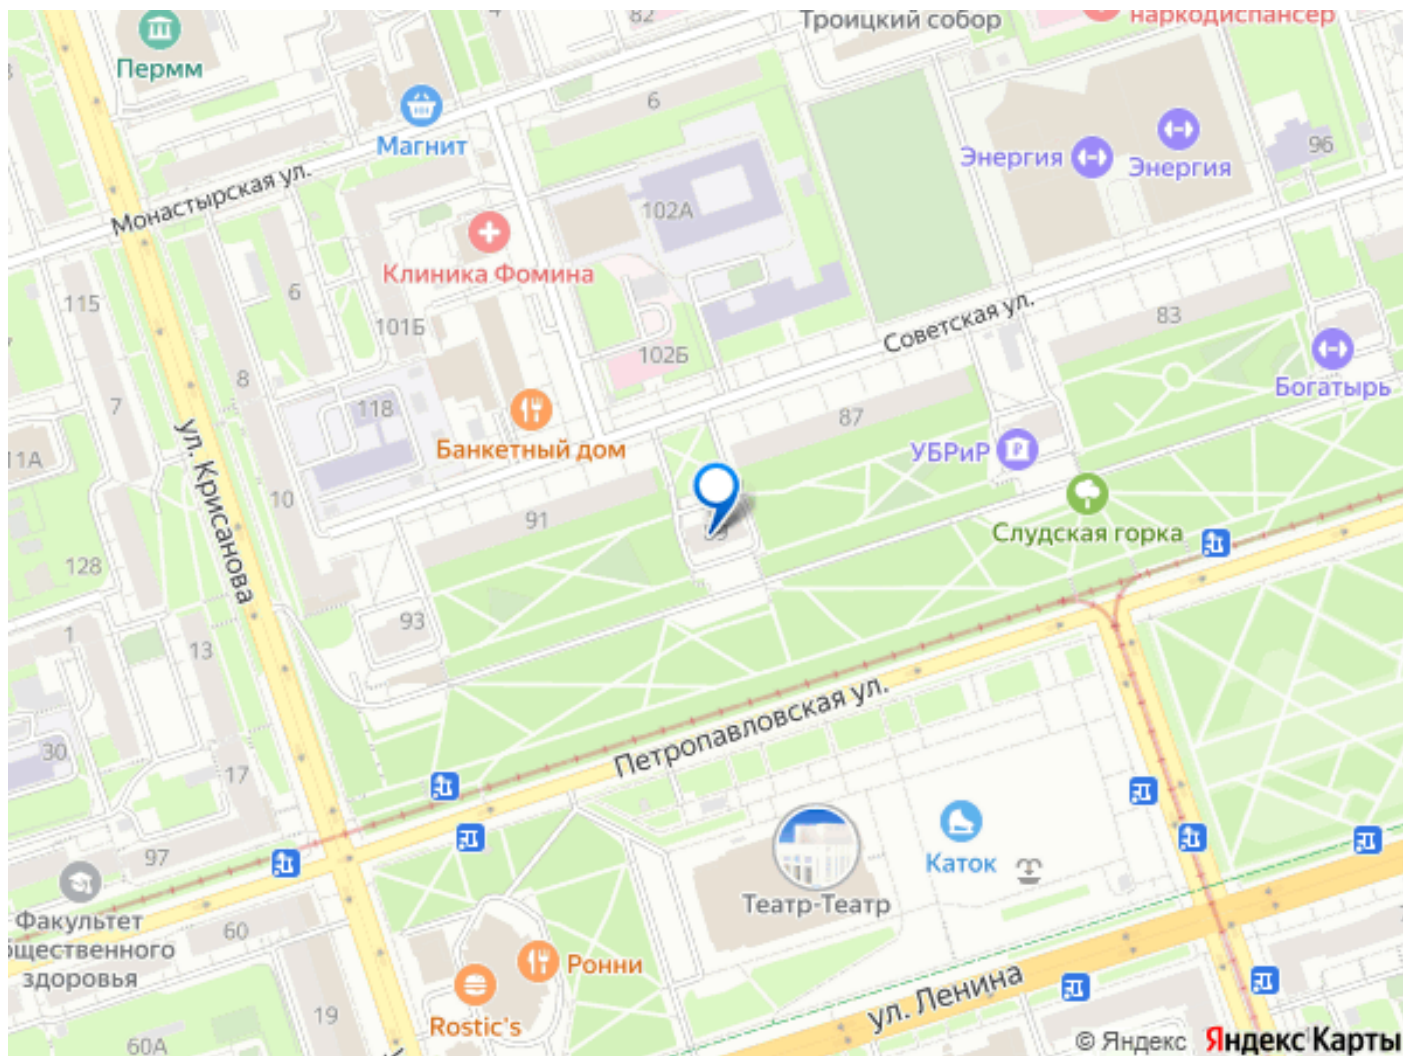 82
Троицкий собор
наркодиспансер
Пермм
6
Магнит
Энергия
Энергия
96
Монастырская ул.
102А
Клиника Фомина
115
6
101Б
Советская ул.
83
102Б
8
Богатырь
7
118
87
Банкетный дом
УБРиР
11А
ул. Крисанова
10
91
Слудская горка
128
93
1
13
Петропавловская ул.
30
17
97
Каток
Театр-Театр
Факультет
бщественного
здоровья
60
Ронни
ул. Ленина
19
Rostic's
60А
© Яндекс
Яндекс Карты